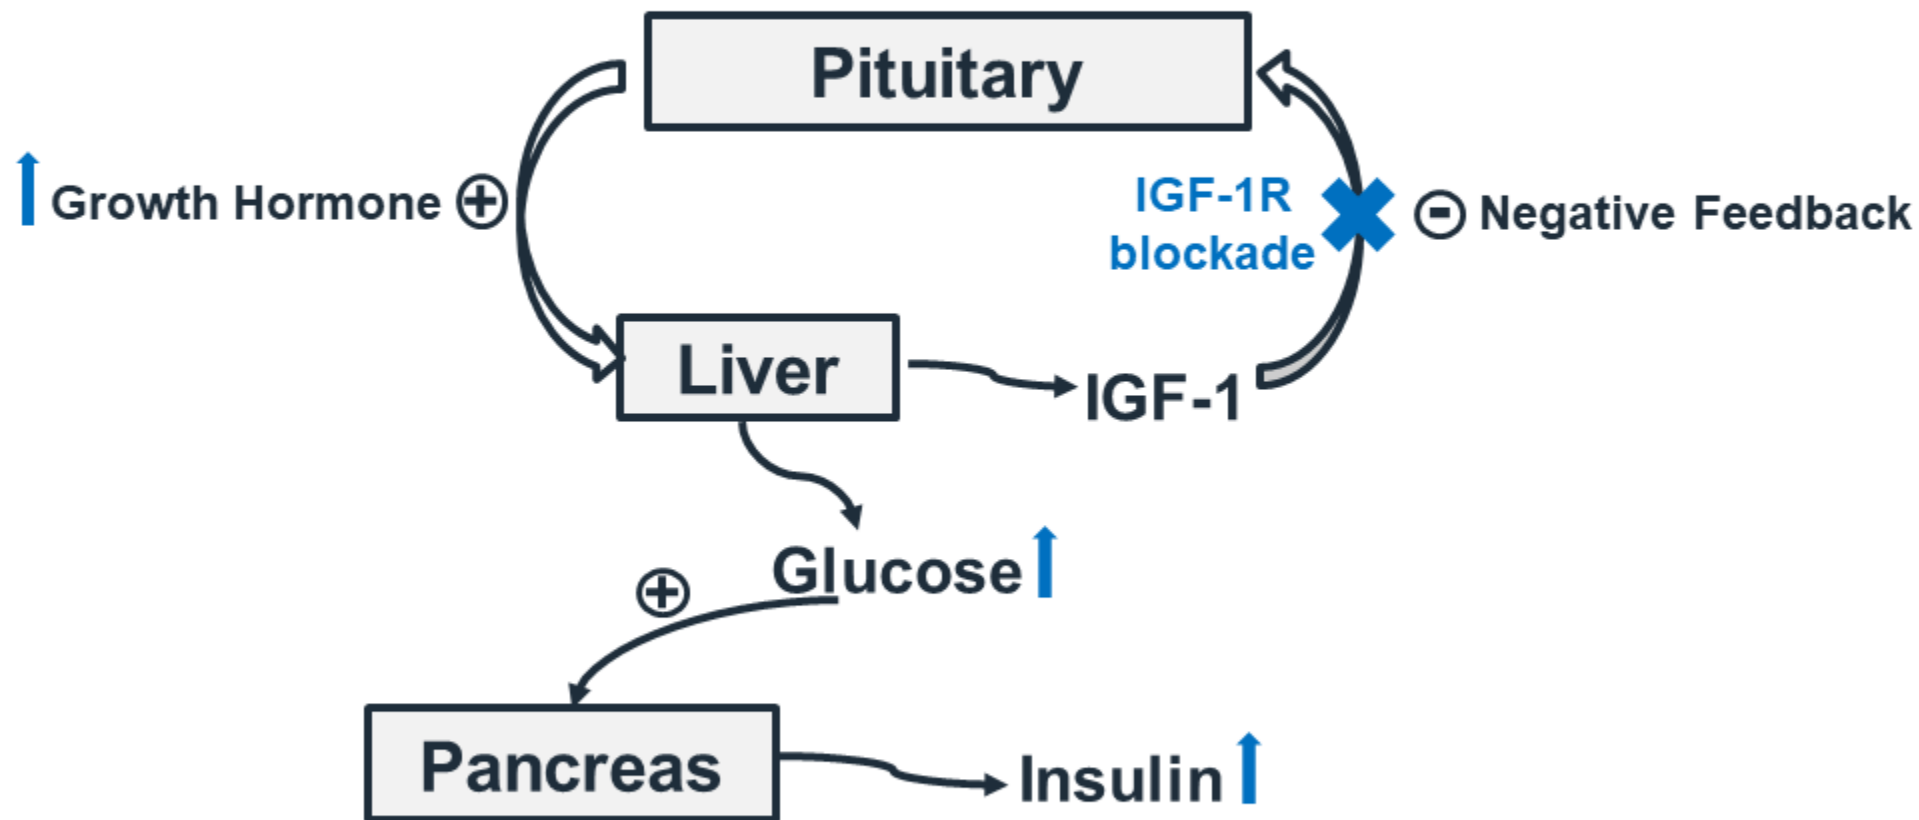 Pituitary
Growth Hormone +
IGF-1R
blockade
- Negative Feedback
Liver
IGF-1
Glucose
+
Pancreas
Insulin